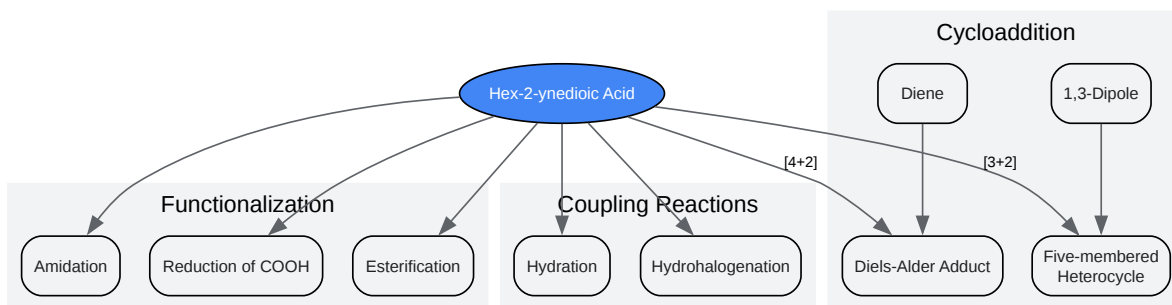 Cycloaddition
Hex-2-ynedioic Acid
Diene
1,3-Dipole
[4+2]
[3+2]
Functionalization
Coupling Reactions
Amidation
Reduction of COOH
Esterification
Hydration
Hydrohalogenation
Diels-Alder Adduct
Five-membered
Heterocycle